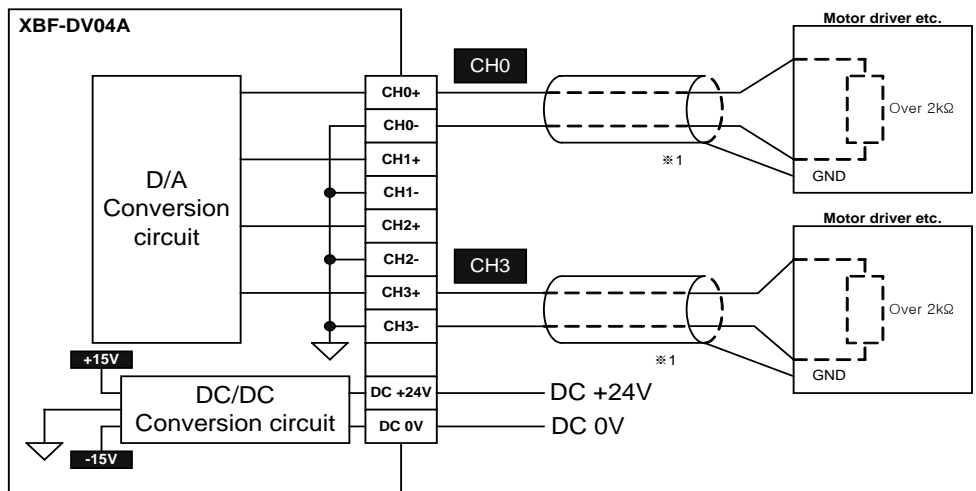 XBF-DV04A
D/A
Conversion
circuit
CH0+
CH0-
CH1+
CH1-
CH2+
CH2-
CH3+
CH3-
DC +24V
DC 0V
+15V
DC/DC
Conversion circuit
-15V
CH0
※1
Motor driver etc.
Over 2kΩ
GND
CH3
※1
Motor driver etc.
Over 2kΩ
GND
DC +24V
DC 0V